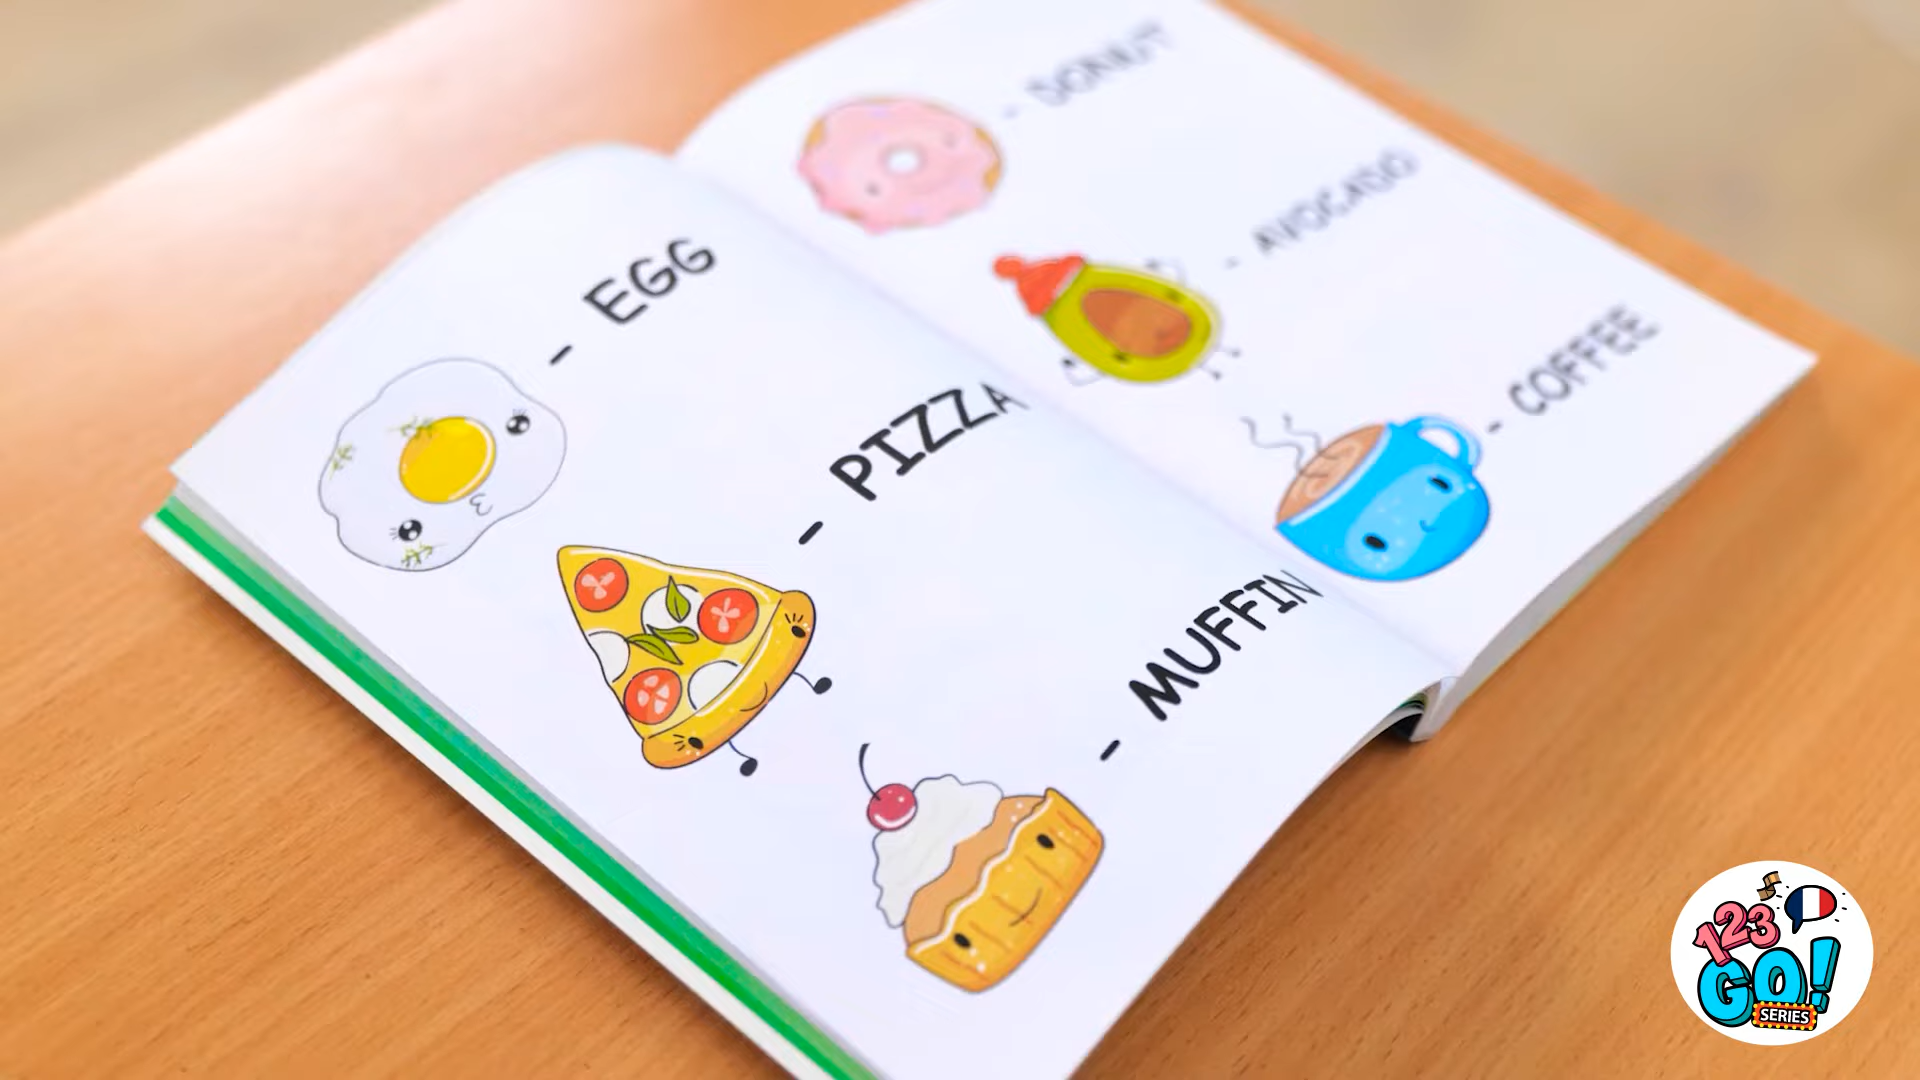 - EGG
- PIZZA
- MUFFIN
- DONUT
- AVOCADO
- COFFEE
123
GO!
SERIES